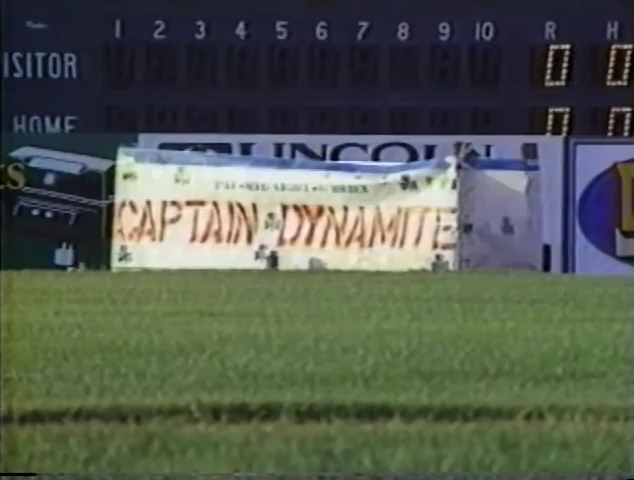 1 2 3 4 5 6 7 8 9 10 R H
ISITOR 0 0
HOME 0 0
LINCOLN
CAPTAIN DYNAMITE